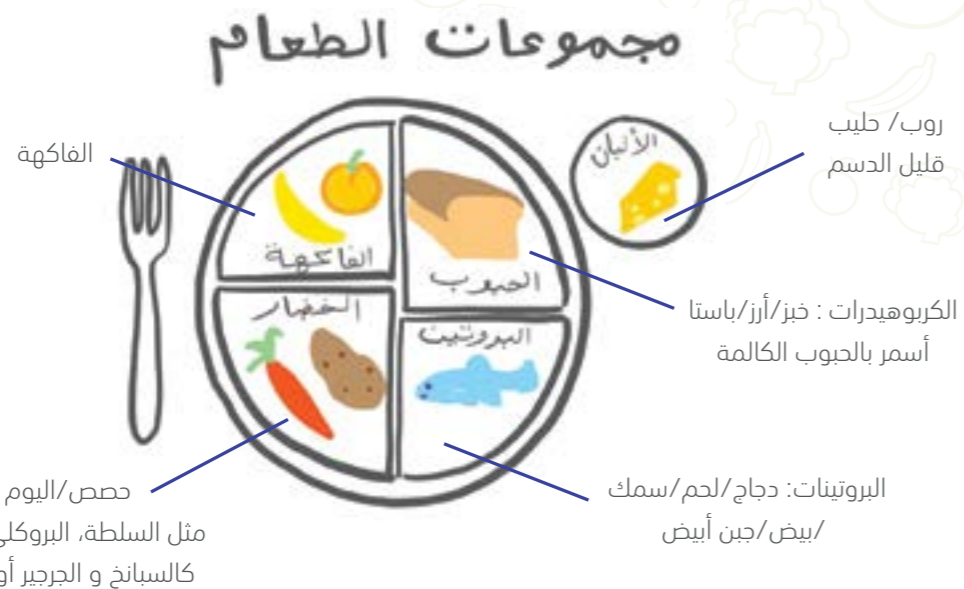 مجموعات الطعام
روب/ حليب
قليل الدسم
الألبان
الفاكهة
الفاكهة
الحبوب
الكربوهيدرات : خبز/أرز/باستا
أسمر بالحبوب الكالمة
الخضار
البروتين
البروتينات: دجاج/لحم/سمك
/بيض/جبن أبيض
حصص/اليوم
مثل السلطة، البروكلي
كالسبانخ و الجرجير أو